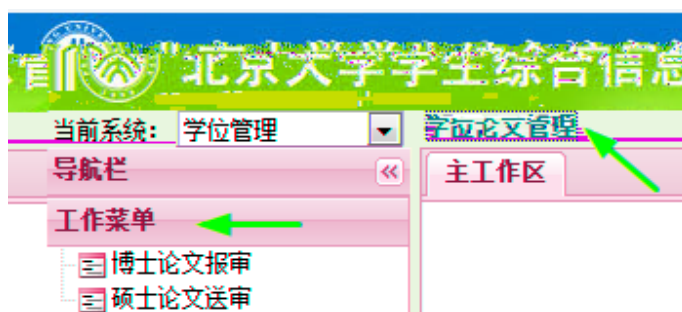 北京大学学生综合信息
当前系统： 学位管理 学位论文管理
导航栏
主工作区
工作菜单
博士论文报审
硕士论文送审